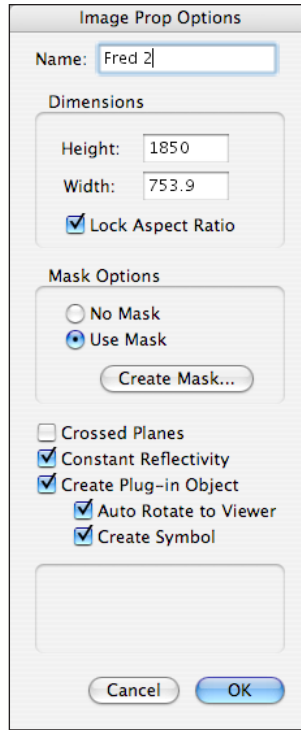 Image Prop Options
Name: Fred 2
Dimensions
Height: 1850
Width: 753.9
Lock Aspect Ratio
Mask Options
No Mask
Use Mask
Create Mask...
Crossed Planes
Constant Reflectivity
Create Plug-in Object
Auto Rotate to Viewer
Create Symbol
Cancel OK